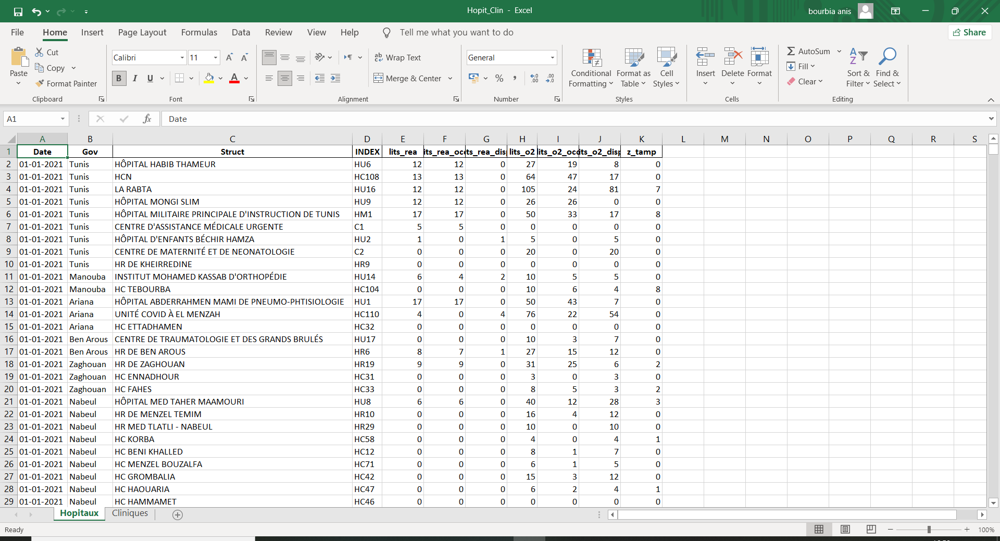 Hopit_Clin - Excel
bourbia anis
File Home Insert Page Layout Formulas Data Review View Help Tell me what you want to do Share
Paste
Cut
Copy
Format Painter
Clipboard
Calibri 11
B I U A
Font
ab Wrap Text
Merge & Center
Alignment
General
% ,
Number
Conditional Formatting
Format as Table
Cell Styles
Styles
Insert Delete Format
Cells
AutoSum
Fill
Clear
Sort & Filter
Find & Select
Editing
A1 fx Date
A B C D E F G H I J K L M N O P Q R S
1 Date Gov Struct INDEX lits_rea its_rea_occ ts_rea_disp lits_o2 lits_o2_occ its_o2_disp z_tamp
2 01-01-2021 Tunis HÔPITAL HABIB THAMEUR HU6 12 12 0 27 19 8 0
3 01-01-2021 Tunis HCN HC108 13 13 0 64 47 17 0
4 01-01-2021 Tunis LA RABTA HU16 12 12 0 105 24 81 7
5 01-01-2021 Tunis HÔPITAL MONGI SLIM HU9 12 12 0 26 26 0 0
6 01-01-2021 Tunis HÔPITAL MILITAIRE PRINCIPALE D'INSTRUCTION DE TUNIS HM1 17 17 0 50 33 17 8
7 01-01-2021 Tunis CENTRE D'ASSISTANCE MÉDICALE URGENTE C1 5 5 0 0 0 0 0
8 01-01-2021 Tunis HÔPITAL D'ENFANTS BÉCHIR HAMZA HU2 1 0 1 5 0 5 0
9 01-01-2021 Tunis CENTRE DE MATERNITÉ ET DE NEONATOLOGIE C2 0 0 0 20 0 20 0
10 01-01-2021 Tunis HR DE KHEIRREDINE HR9 0 0 0 0 0 0 0
11 01-01-2021 Manouba INSTITUT MOHAMED KASSAB D'ORTHOPÉDIE HU14 6 4 2 10 5 5 0
12 01-01-2021 Manouba HC TEBOURBA HC104 0 0 0 10 6 4 8
13 01-01-2021 Ariana HÔPITAL ABDERRAHMEN MAMI DE PNEUMO-PHTISIOLOGIE HU1 17 17 0 50 43 7 0
14 01-01-2021 Ariana UNITÉ COVID À EL MENZAH HC110 4 0 4 76 22 54 0
15 01-01-2021 Ariana HC ETTADHAMEN HC32 0 0 0 0 0 0 0
16 01-01-2021 Ben Arous CENTRE DE TRAUMATOLOGIE ET DES GRANDS BRULÉS HU17 0 0 0 10 3 7 0
17 01-01-2021 Ben Arous HR DE BEN AROUS HR6 8 7 1 27 15 12 0
18 01-01-2021 Zaghouan HR DE ZAGHOUAN HR19 9 9 0 31 25 6 2
19 01-01-2021 Zaghouan HC ENNADHOUR HC31 0 0 0 3 0 3 0
20 01-01-2021 Zaghouan HC FAHES HC33 0 0 0 8 5 3 2
21 01-01-2021 Nabeul HÔPITAL MED TAHER MAAMOURI HU8 6 6 0 40 12 28 3
22 01-01-2021 Nabeul HR DE MENZEL TEMIM HR10 0 0 0 16 4 12 0
23 01-01-2021 Nabeul HR MED TLATLI - NABEUL HR29 0 0 0 10 0 10 0
24 01-01-2021 Nabeul HC KORBA HC58 0 0 0 4 0 4 1
25 01-01-2021 Nabeul HC BENI KHALLED HC12 0 0 0 8 1 7 0
26 01-01-2021 Nabeul HC MENZEL BOUZALFA HC71 0 0 0 6 1 5 0
27 01-01-2021 Nabeul HC GROMBALIA HC42 0 0 0 15 3 12 0
28 01-01-2021 Nabeul HC HAOUARIA HC47 0 0 0 6 2 4 1
29 01-01-2021 Nabeul HC HAMMAMET HC46 0 0 0 0 0 0 0
Hopitaux Cliniques
Ready 100%